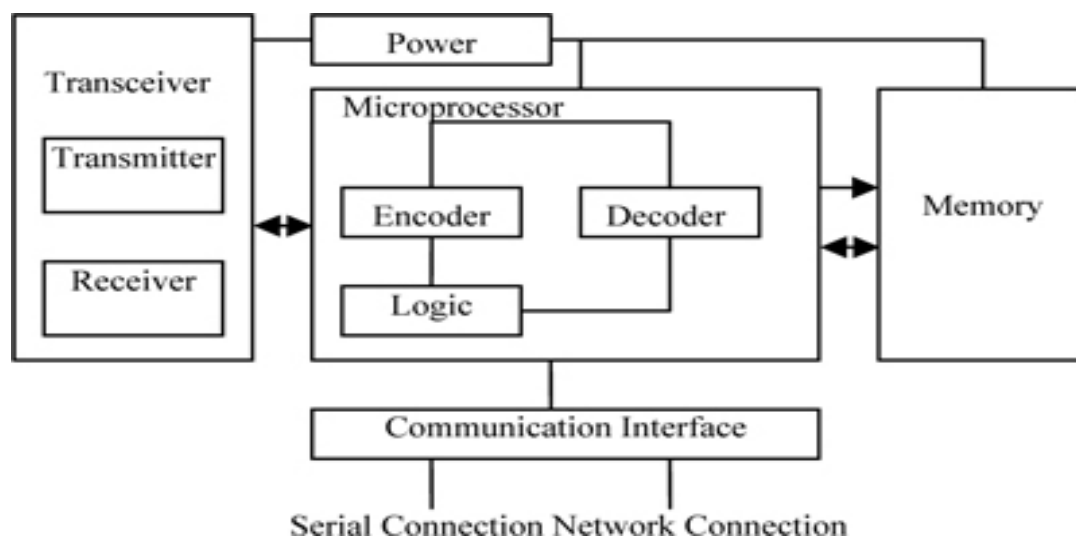 Power
Transceiver
Microprocessor
Transmitter
Encoder
Decoder
Memory
Receiver
Logic
Communication Interface
Serial Connection Network Connection